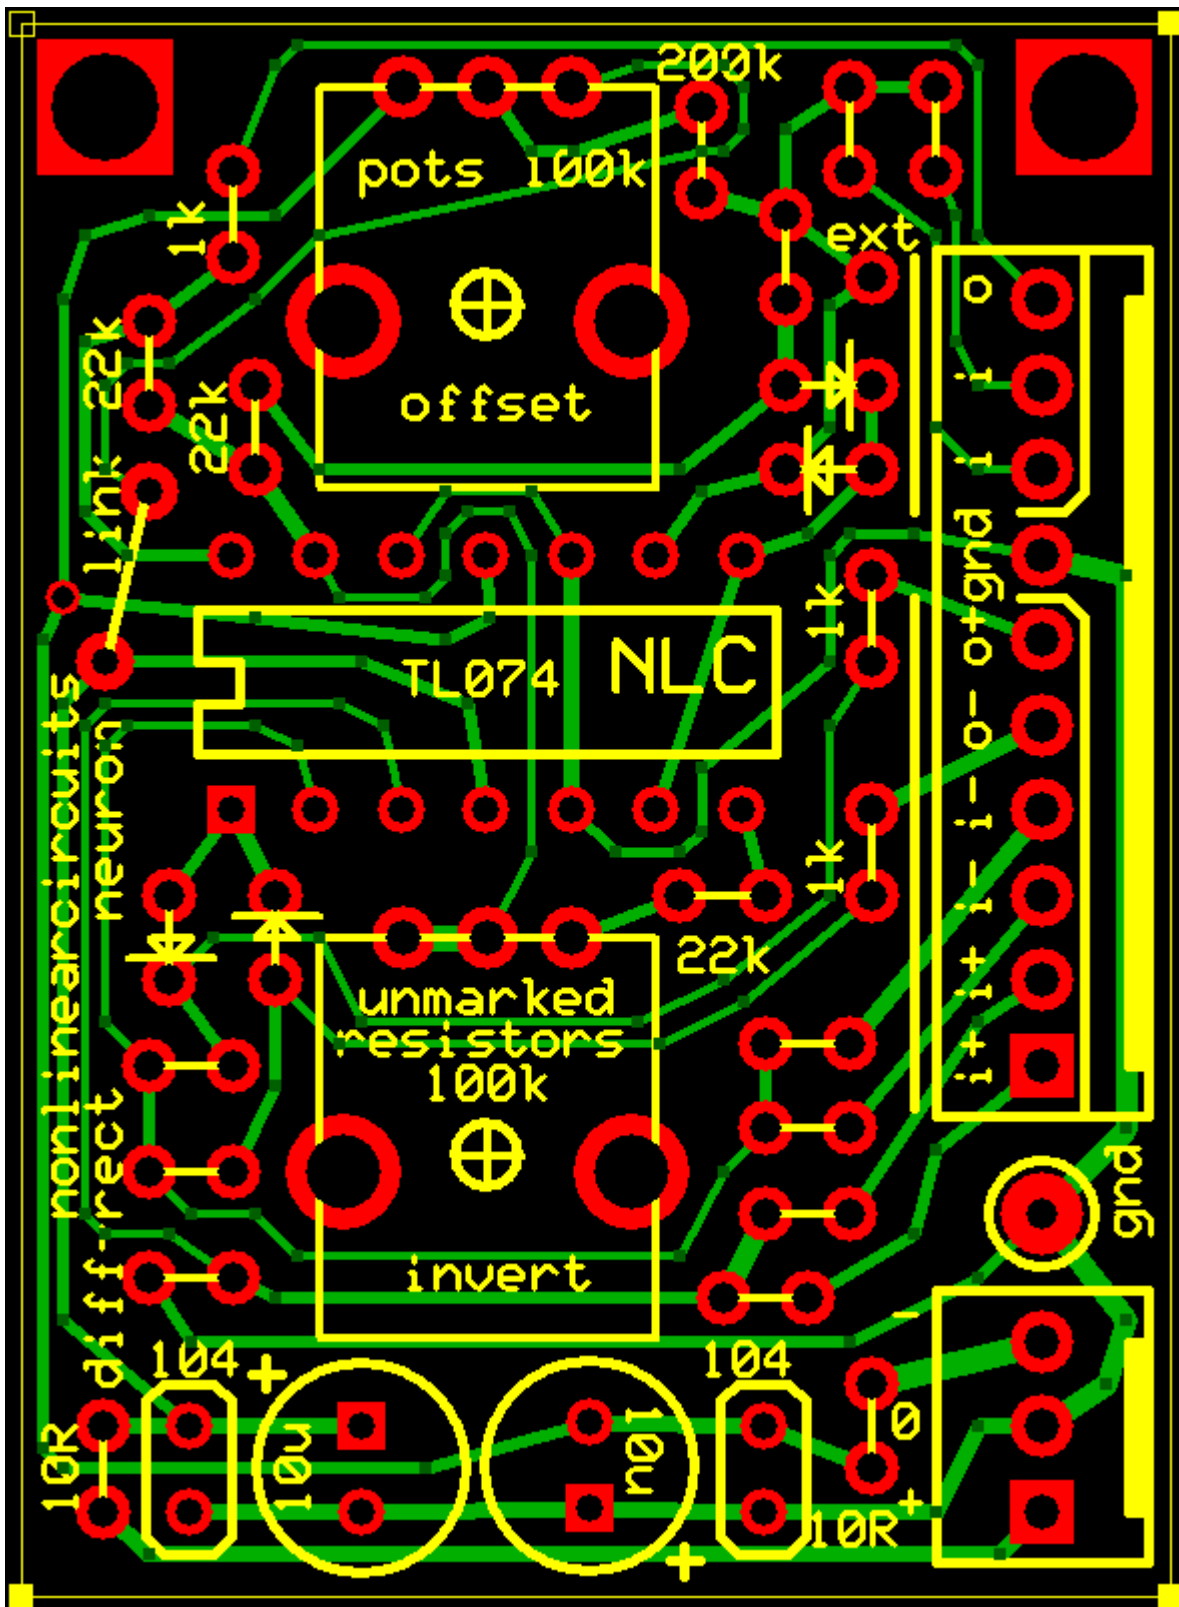 200k
pots 100k
1k
ext
o
22k
i
22k
offset
i
link
gnd
1k
o+
NLC
TL074
o-
nonlinearcircuits
neuron
i-
1k
i-
22k
i+
unmarked
resistors
100k
i+
diff-rect
gnd
invert
-
104
+
104
0
10R
10u
10u
+
10R
+